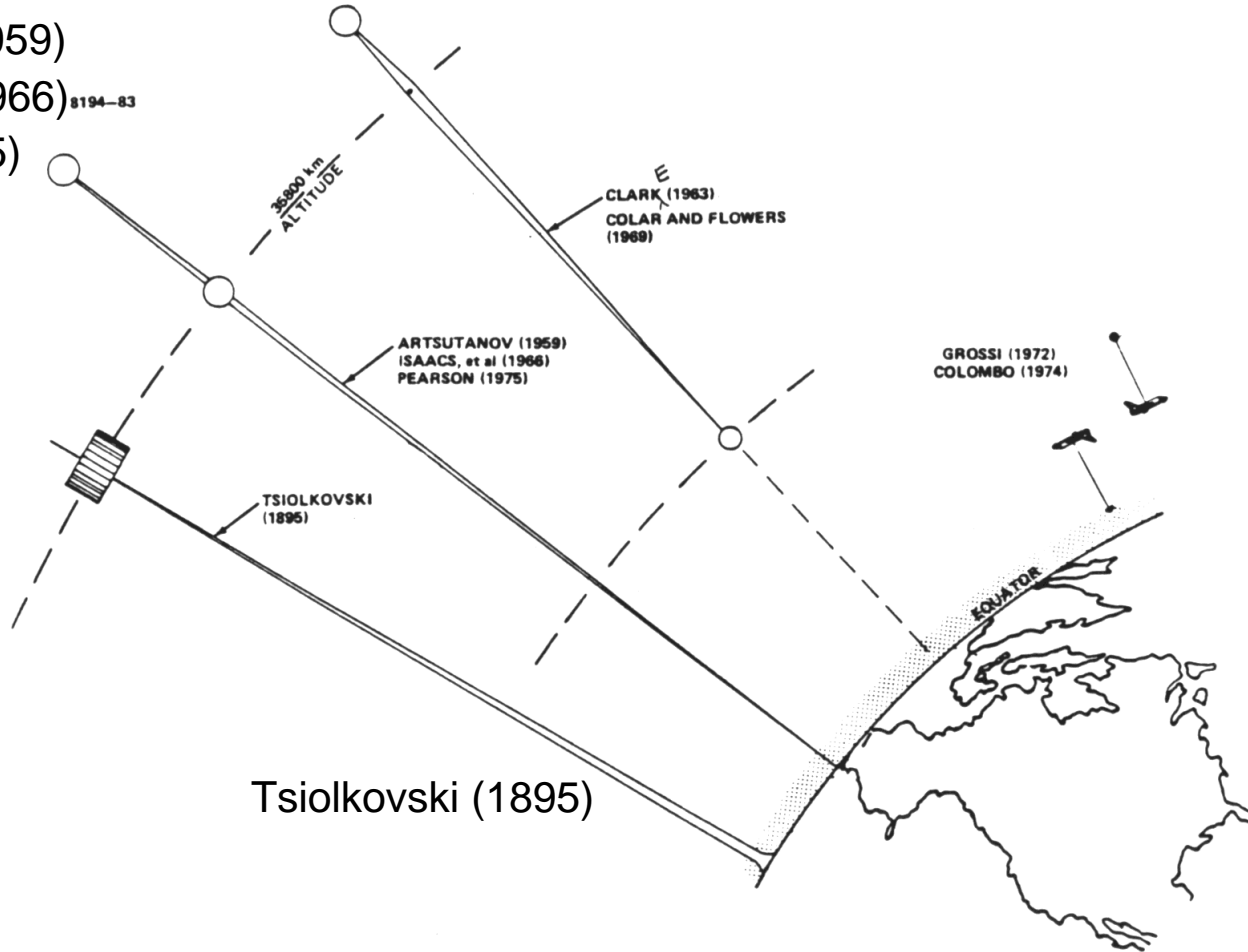 959)
966)
8194-83
5)
36800 km
ALTITUDE
E
CLARK (1963)
COLAR AND FLOWERS
(1969)
ARTSUTANOV (1959)
ISAACS, et al (1966)
PEARSON (1975)
GROSSI (1972)
COLOMBO (1974)
TSIOLKOVSKI
(1895)
EQUATOR
Tsiolkovski (1895)